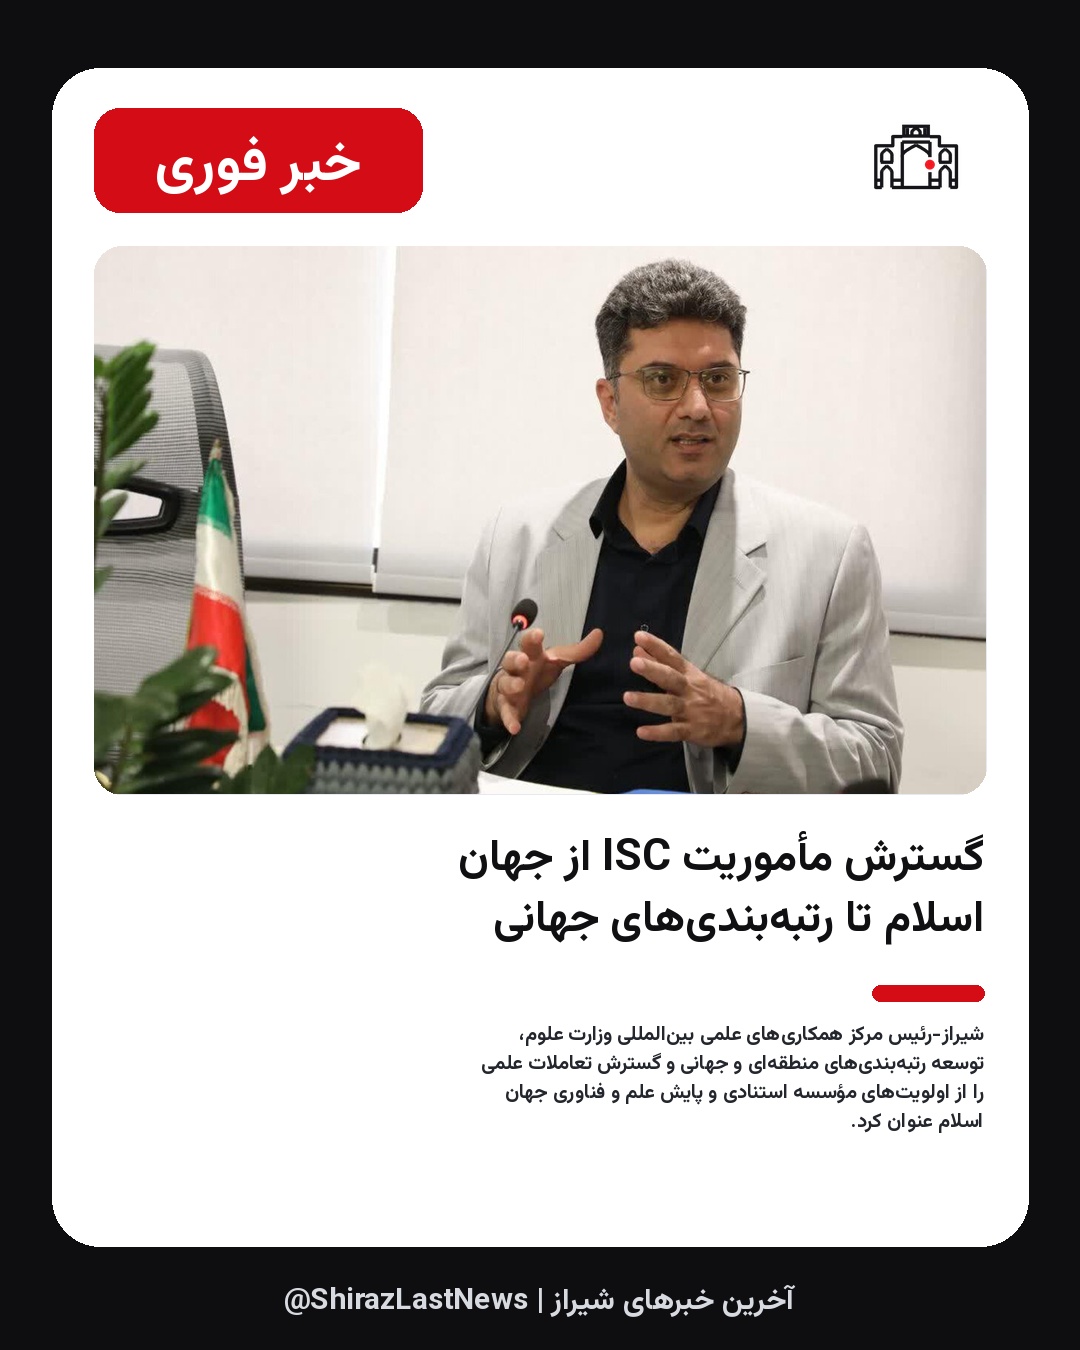 خبر فوری
گسترش مأموریت ISC از جهان
اسلام تا رتبه‌بندی‌های جهانی
شیراز-رئیس مرکز همکاری‌های علمی بین‌المللی وزارت علوم،
توسعه رتبه‌بندی‌های منطقه‌ای و جهانی و گسترش تعاملات علمی
را از اولویت‌های مؤسسه استنادی و پایش علم و فناوری جهان
اسلام عنوان کرد.
آخرین خبرهای شیراز | @ShirazLastNews